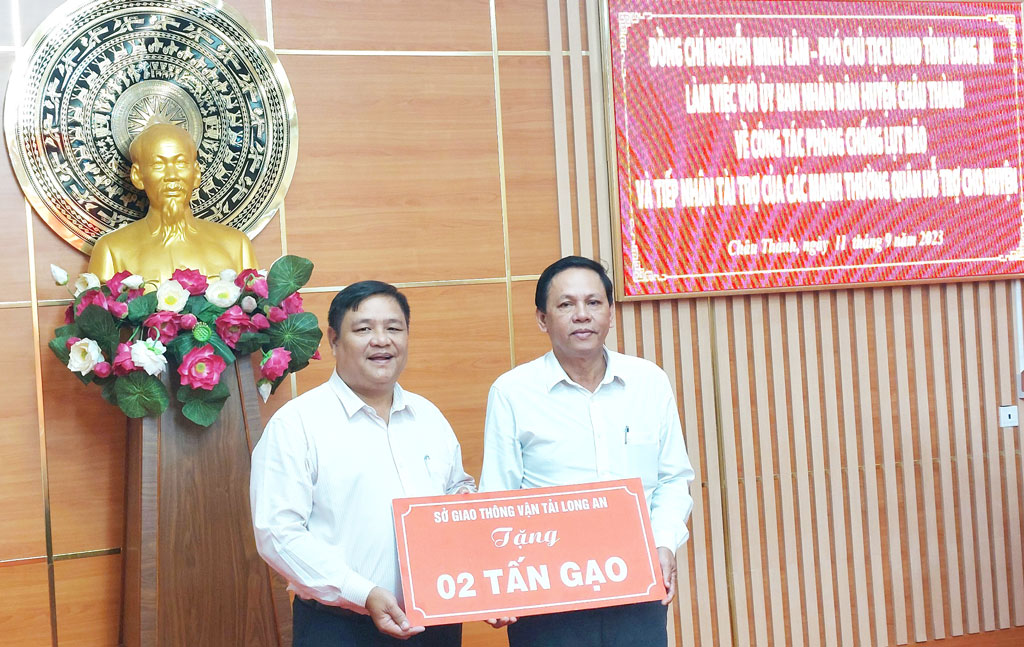 ĐỒNG CHÍ NGUYỄN MINH LÂM - PHÓ CHỦ TỊCH UBND TỈNH LONG AN
LÀM VIỆC VỚI ỦY BAN NHÂN DÂN HUYỆN CHÂU THÀNH
VỀ CÔNG TÁC PHÒNG CHỐNG LỤT BÃO
VÀ TIẾP NHẬN TÀI TRỢ CỦA CÁC MẠNH THƯỜNG QUÂN HỖ TRỢ CHO HUYỆN
Châu Thành, ngày 11 tháng 9 năm 2023
SỞ GIAO THÔNG VẬN TẢI LONG AN
Tặng
02 TẤN GẠO